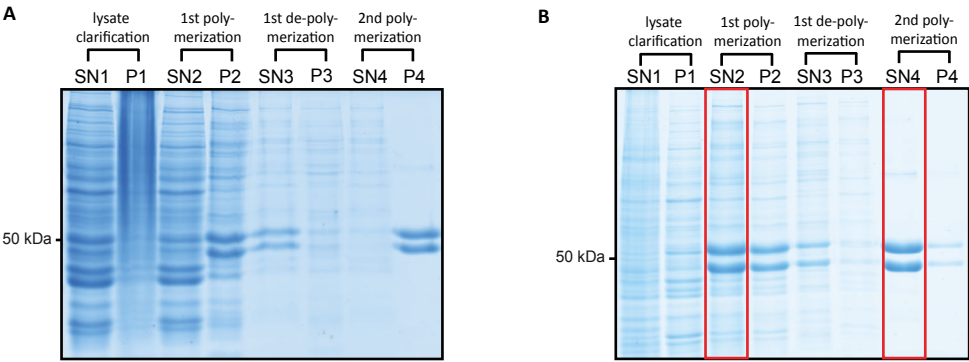 A
lysate
clarification
1st poly-
merization
1st de-poly-
merization
2nd poly-
merization
SN1 P1 SN2 P2 SN3 P3 SN4 P4
50 kDa
B
lysate
clarification
1st poly-
merization
1st de-poly-
merization
2nd poly-
merization
SN1 P1 SN2 P2 SN3 P3 SN4 P4
50 kDa